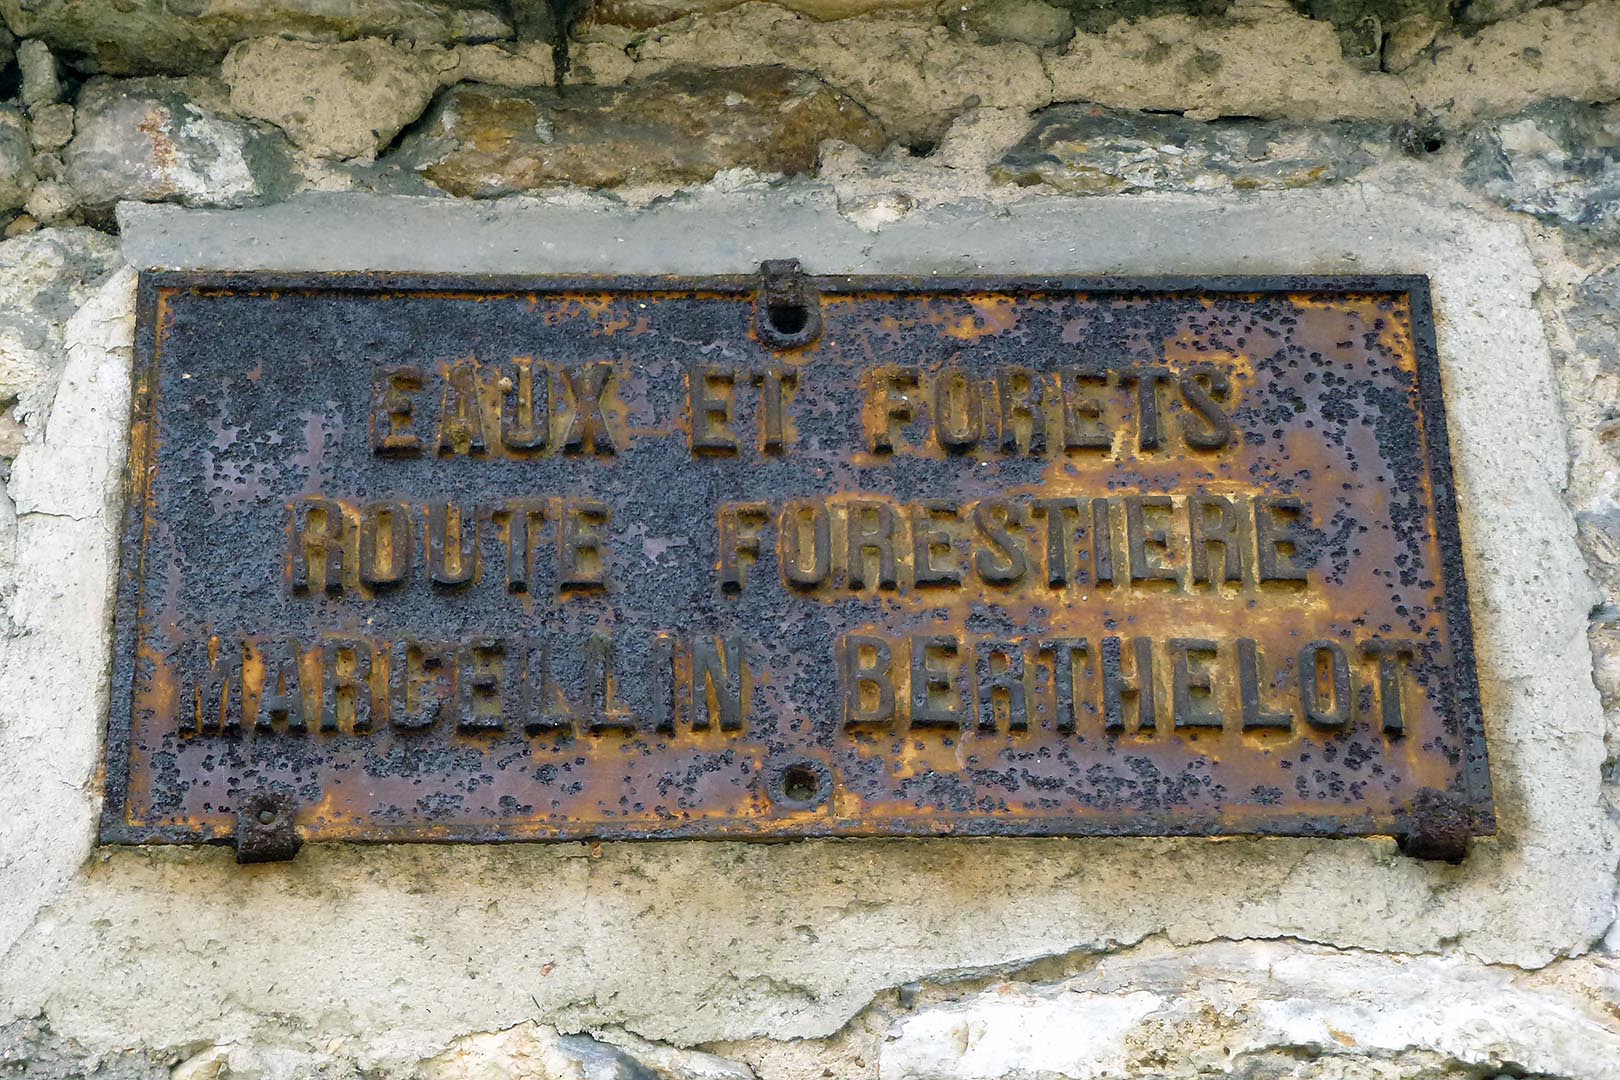 EAUX ET FORETS
ROUTE FORESTIERE
MARCELLIN BERTHELOT